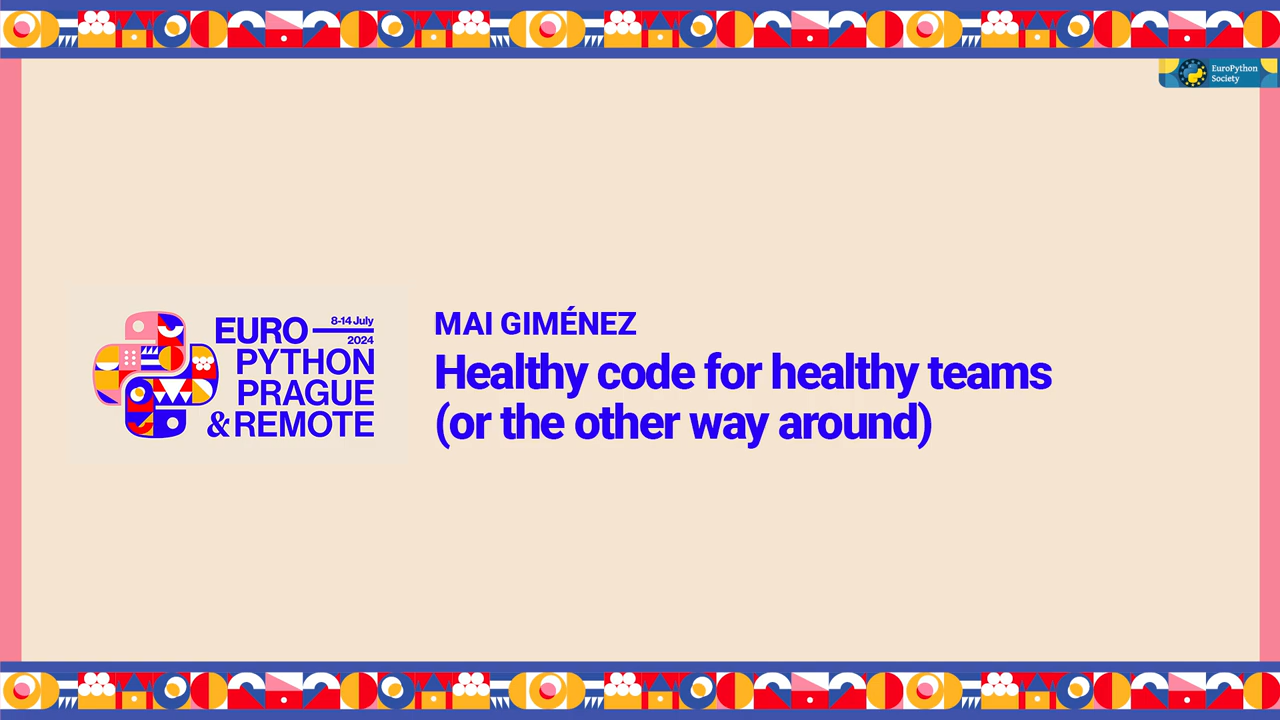 EuroPython
Society
EURO
8-14 July
2024
PYTHON
PRAGUE
& REMOTE
MAI GIMÉNEZ
Healthy code for healthy teams
(or the other way around)